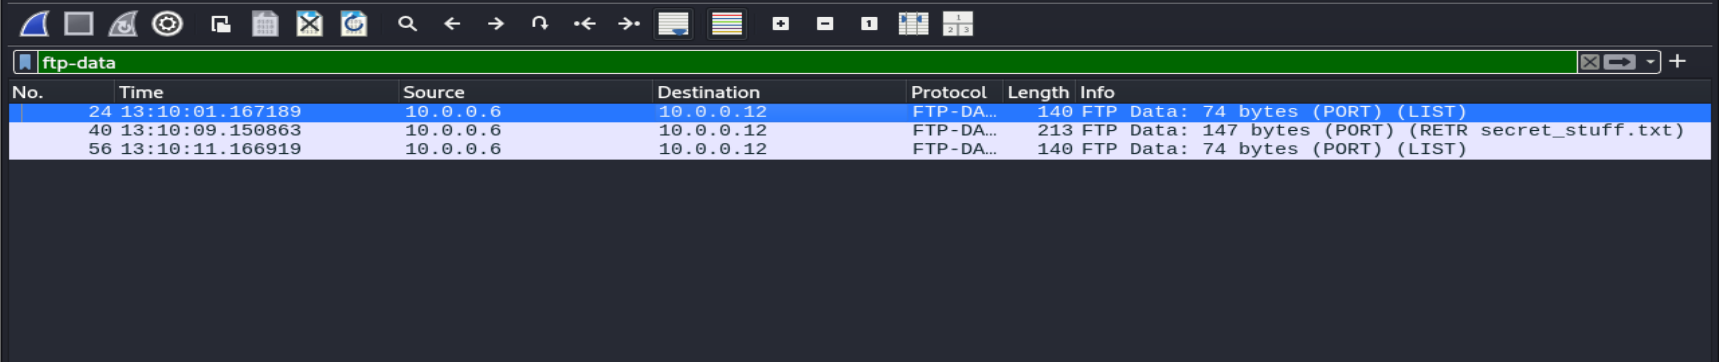 ftp-data
No. Time Source Destination Protocol Length Info
24 13:10:01.167189 10.0.0.6 10.0.0.12 FTP-DA… 140 FTP Data: 74 bytes (PORT) (LIST)
40 13:10:09.150863 10.0.0.6 10.0.0.12 FTP-DA… 213 FTP Data: 147 bytes (PORT) (RETR secret_stuff.txt)
56 13:10:11.166919 10.0.0.6 10.0.0.12 FTP-DA… 140 FTP Data: 74 bytes (PORT) (LIST)